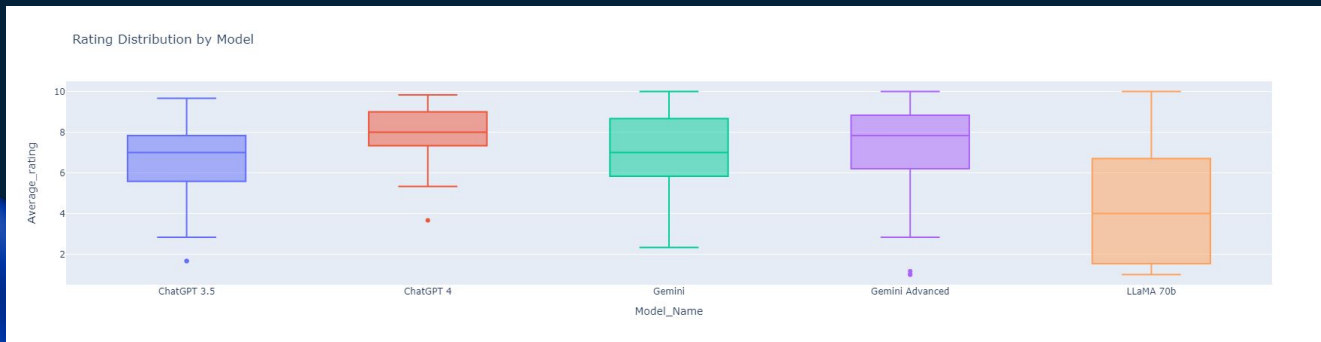 Rating Distribution by Model
Average_rating
10
8
6
4
2
ChatGPT 3.5 ChatGPT 4 Gemini Gemini Advanced LLaMA 70b
Model_Name